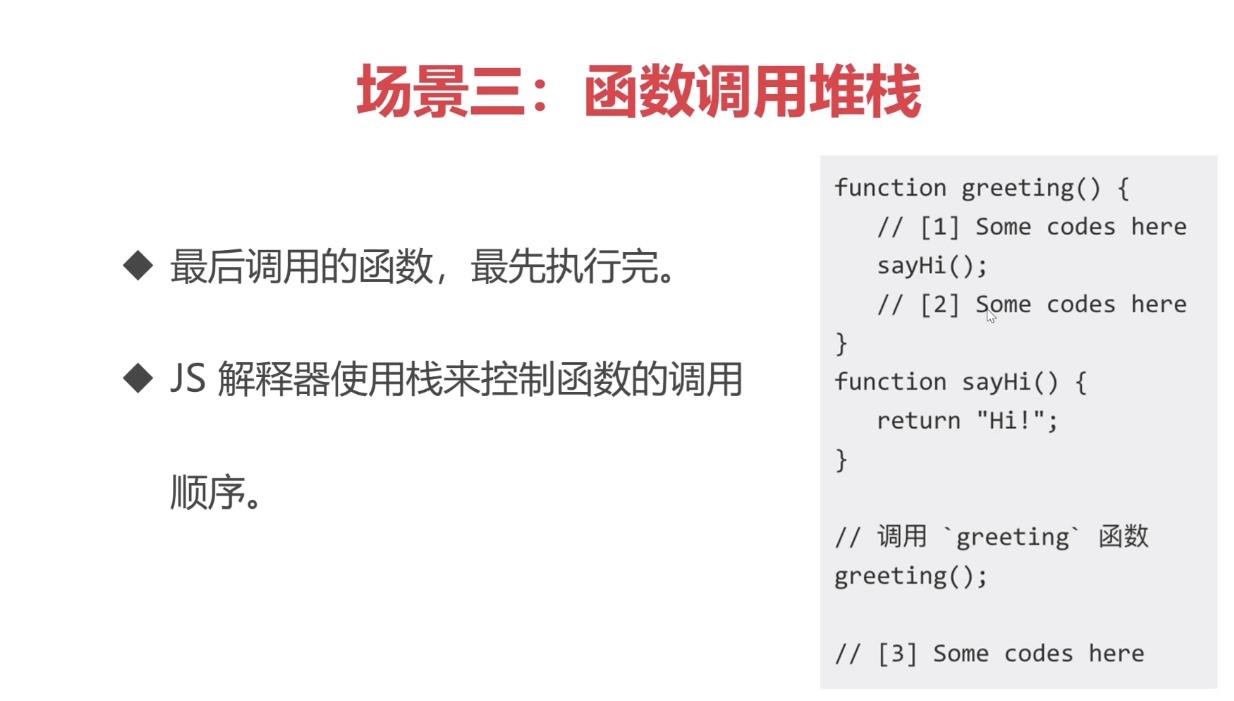 场景三：函数调用堆栈
◆ 最后调用的函数，最先执行完。
◆ JS 解释器使用栈来控制函数的调用
顺序。
function greeting() {
   // [1] Some codes here
   sayHi();
   // [2] Some codes here
}
function sayHi() {
   return "Hi!";
}
// 调用 `greeting` 函数
greeting();
// [3] Some codes here